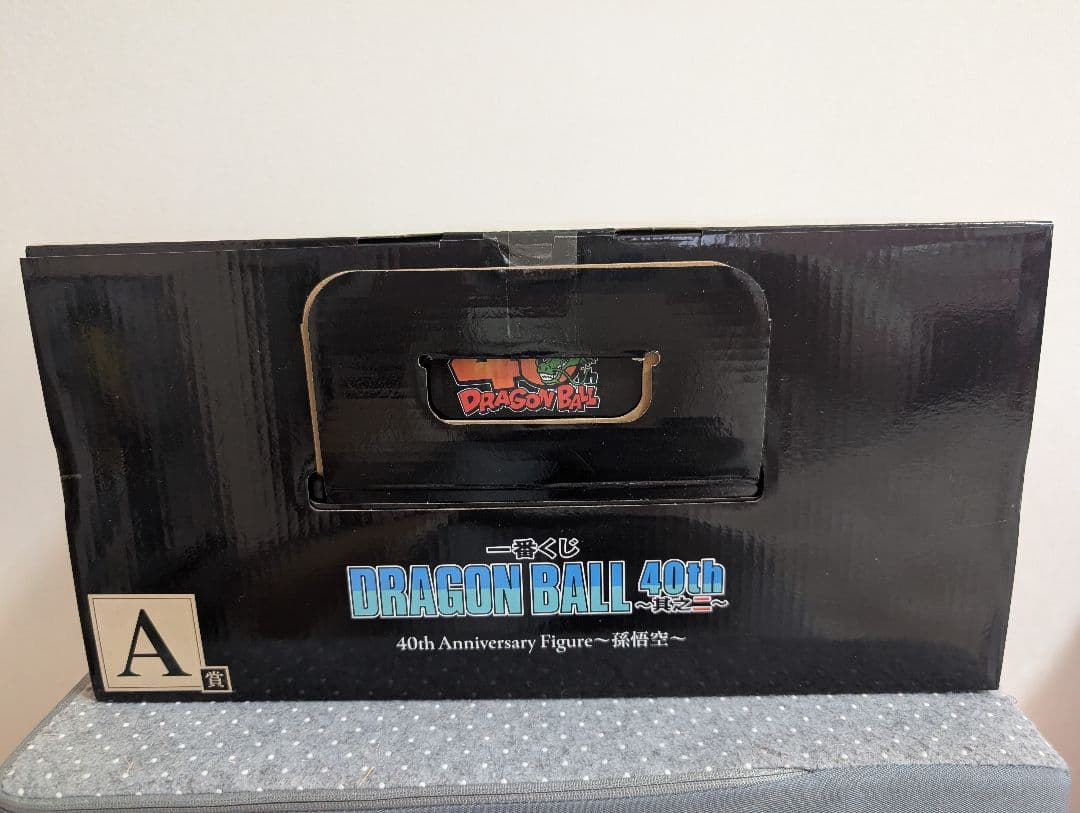 40th
DRAGON BALL
一番くじ
DRAGON BALL 40th
~其之二~
40th Anniversary Figure~孫悟空~
A
賞